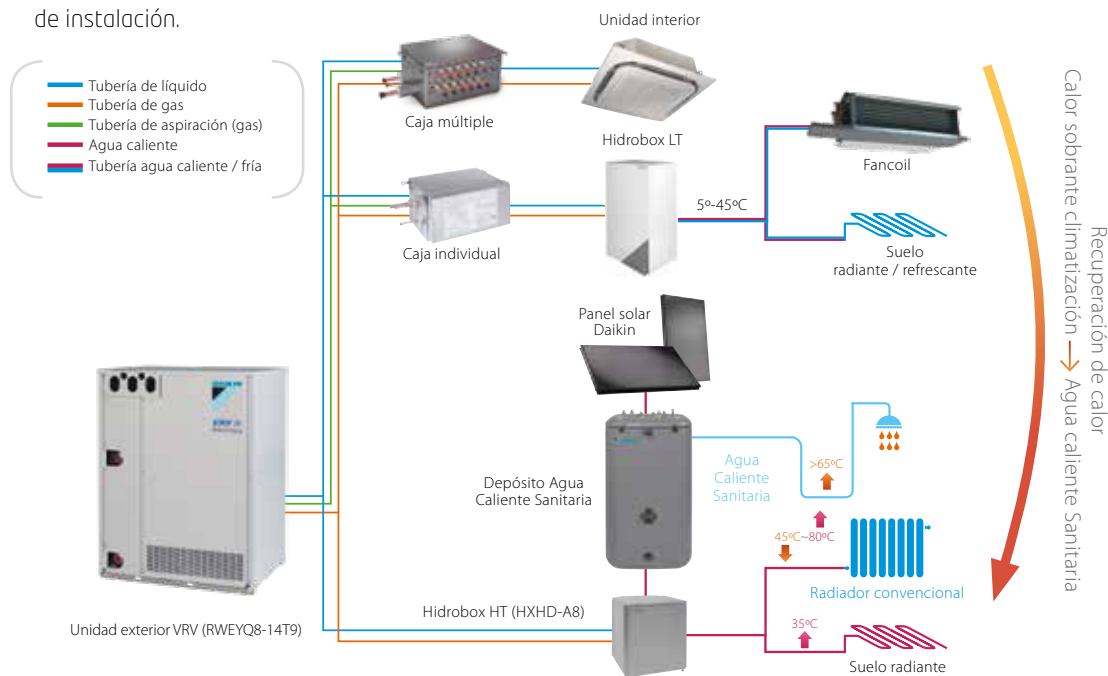 de instalación.
Tubería de líquido
Tubería de gas
Tubería de aspiración (gas)
Agua caliente
Tubería agua caliente / fría
Caja múltiple
Unidad interior
Hidrobox LT
Fancoil
Caja individual
5º-45ºC
Suelo
radiante / refrescante
Panel solar
Daikin
Depósito Agua
Caliente Sanitaria
Agua
Caliente
Sanitaria
>65ºC
45ºC~80ºC
Radiador convencional
Hidrobox HT (HXHD-A8)
35ºC
Suelo radiante
Unidad exterior VRV (RWEYQ8-14T9)
Recuperación de calor
Calor sobrante climatización → Agua caliente Sanitaria